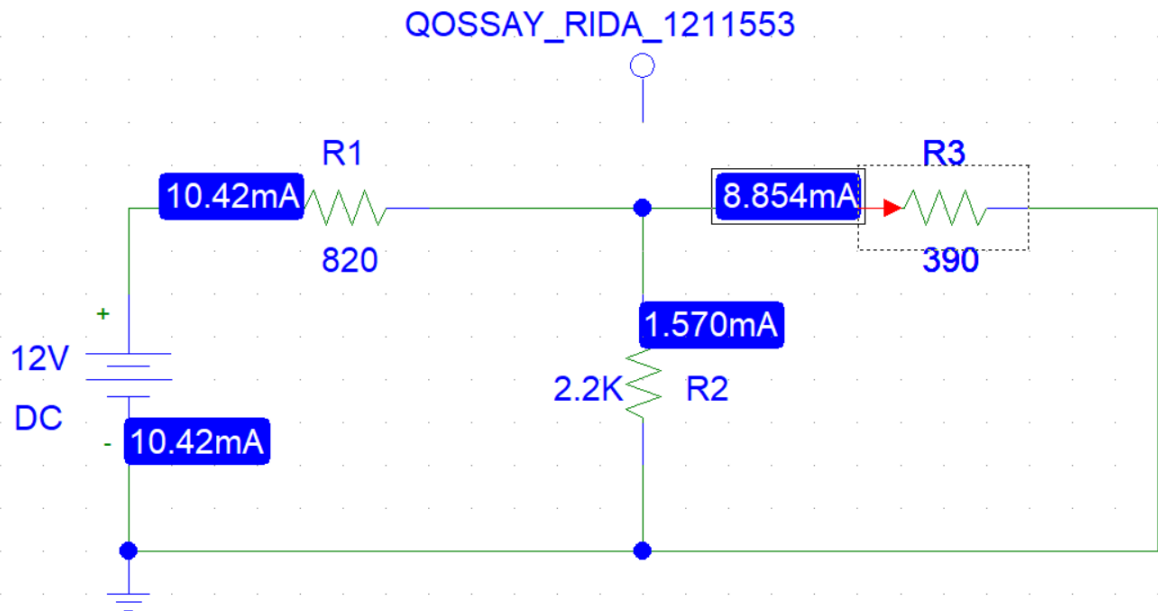 QOSSAY_RIDA_1211553
R1
R3
10.42mA
8.854mA
820
390
+
1.570mA
12V
2.2K
R2
DC
-
10.42mA